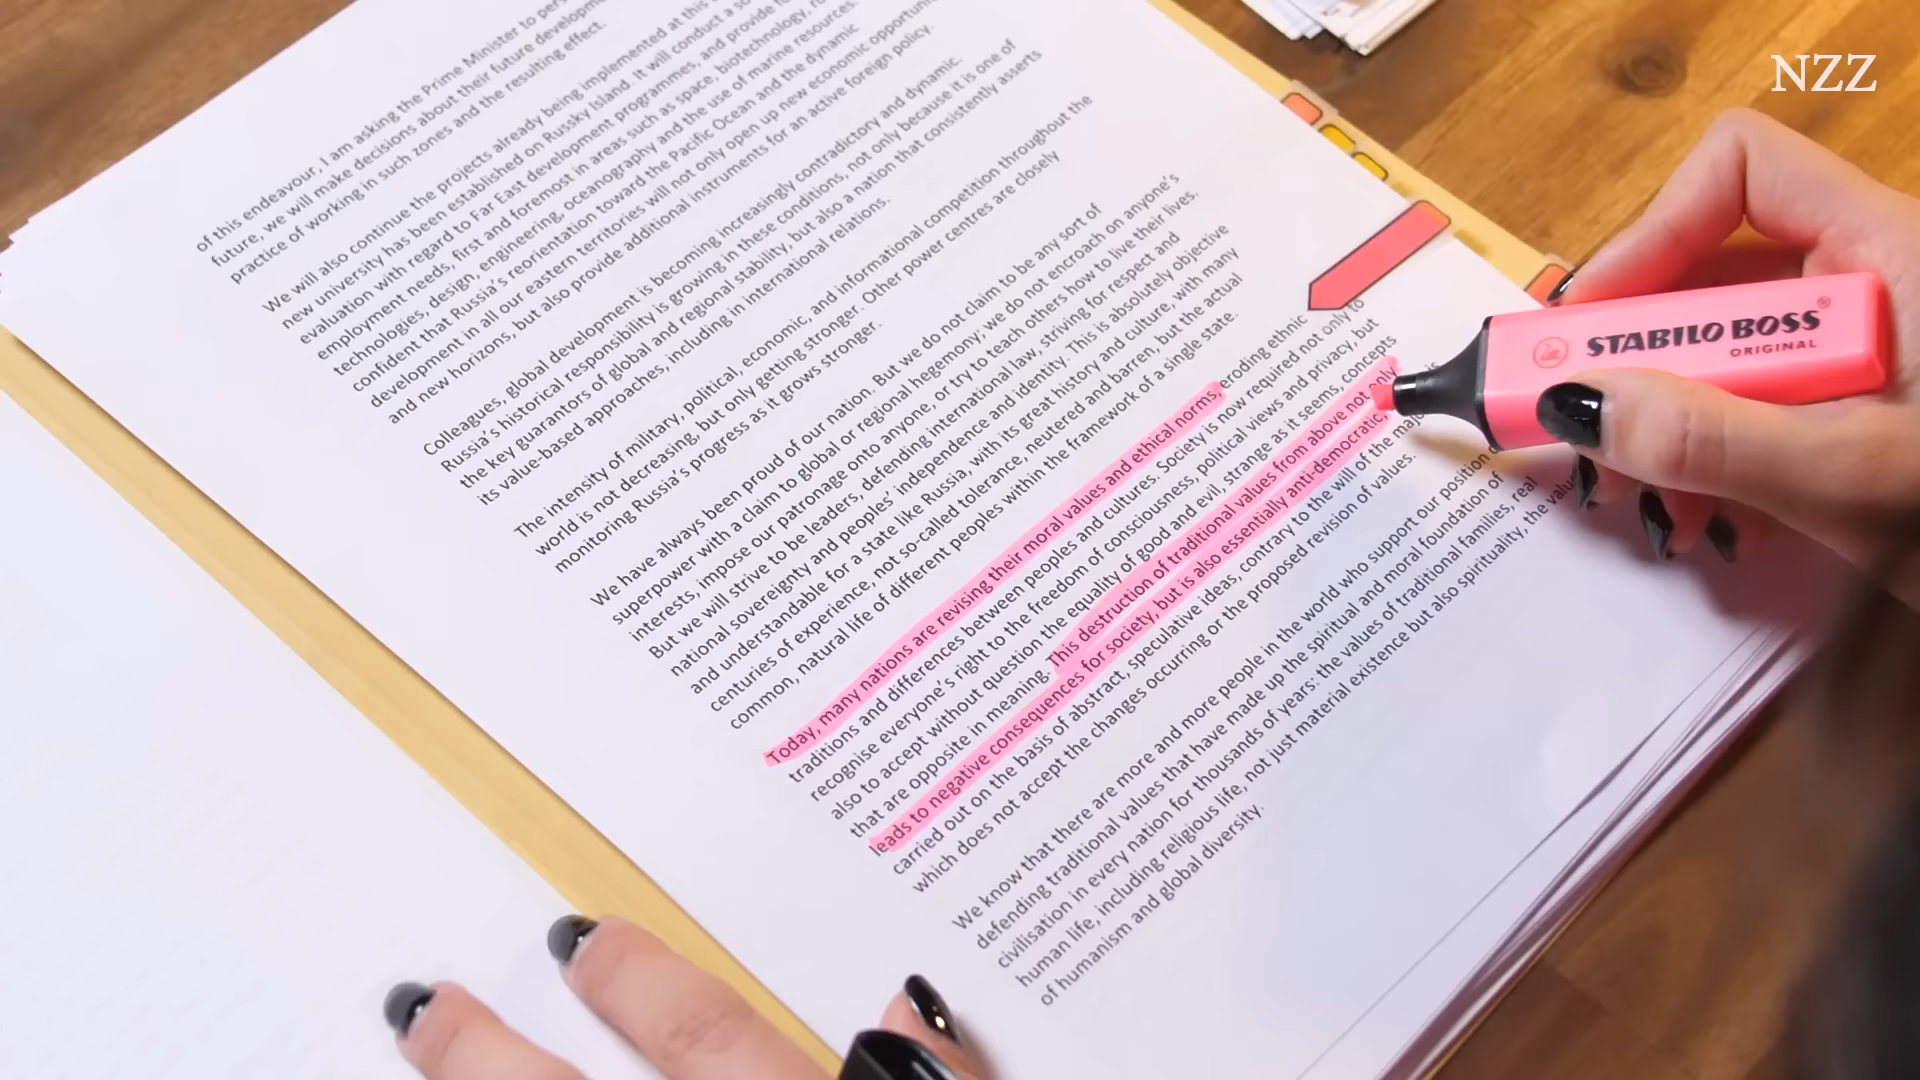 of this endeavour, I am asking the Prime Minister to pers
future, we will make decisions about their future developme
practice of working in such zones and the resulting effect.
We will also continue the projects already being implemented at this
new university has been established on Russky Island. It will conduct a so
evaluation with regard to Far East development programmes, and provide fo
employment needs, first and foremost in areas such as space, biotechnology, ro
technologies, design, engineering, oceanography and the use of marine resources.
confident that Russia's reorientation toward the Pacific Ocean and the dynamic
development in all our eastern territories will not only open up new economic opportuni
and new horizons, but also provide additional instruments for an active foreign policy.
Colleagues, global development is becoming increasingly contradictory and dynamic.
Russia's historical responsibility is growing in these conditions, not only because it is one of
the key guarantors of global and regional stability, but also a nation that consistently asserts
its value-based approaches, including in international relations.
The intensity of military, political, economic, and informational competition throughout the
world is not decreasing, but only getting stronger. Other power centres are closely
monitoring Russia's progress as it grows stronger.
We have always been proud of our nation. But we do not claim to be any sort of
superpower with a claim to global or regional hegemony; we do not encroach on anyone's
interests, impose our patronage onto anyone, or try to teach others how to live their lives.
But we will strive to be leaders, defending international law, striving for respect and
national sovereignty and peoples' independence and identity. This is absolutely objective
and understandable for a state like Russia, with its great history and culture, with many
centuries of experience, not so-called tolerance, neutered and barren, but the actual
common, natural life of different peoples within the framework of a single state.
Today, many nations are revising their moral values and ethical norms, eroding ethnic
traditions and differences between peoples and cultures. Society is now required not only to
recognise everyone's right to the freedom of consciousness, political views and privacy, but
also to accept without question the equality of good and evil, strange as it seems, concepts
that are opposite in meaning. This destruction of traditional values from above not only
leads to negative consequences for society, but is also essentially anti-democratic,
carried out on the basis of abstract, speculative ideas, contrary to the will of the
which does not accept the changes occurring or the proposed revision of values.
We know that there are more and more people in the world who support our position
defending traditional values that have made up the spiritual and moral foundation of
civilisation in every nation for thousands of years: the values of traditional families, real
human life, including religious life, not just material existence but also spirituality, the
of humanism and global diversity.
NZZ
STABILO BOSS
ORIGINAL